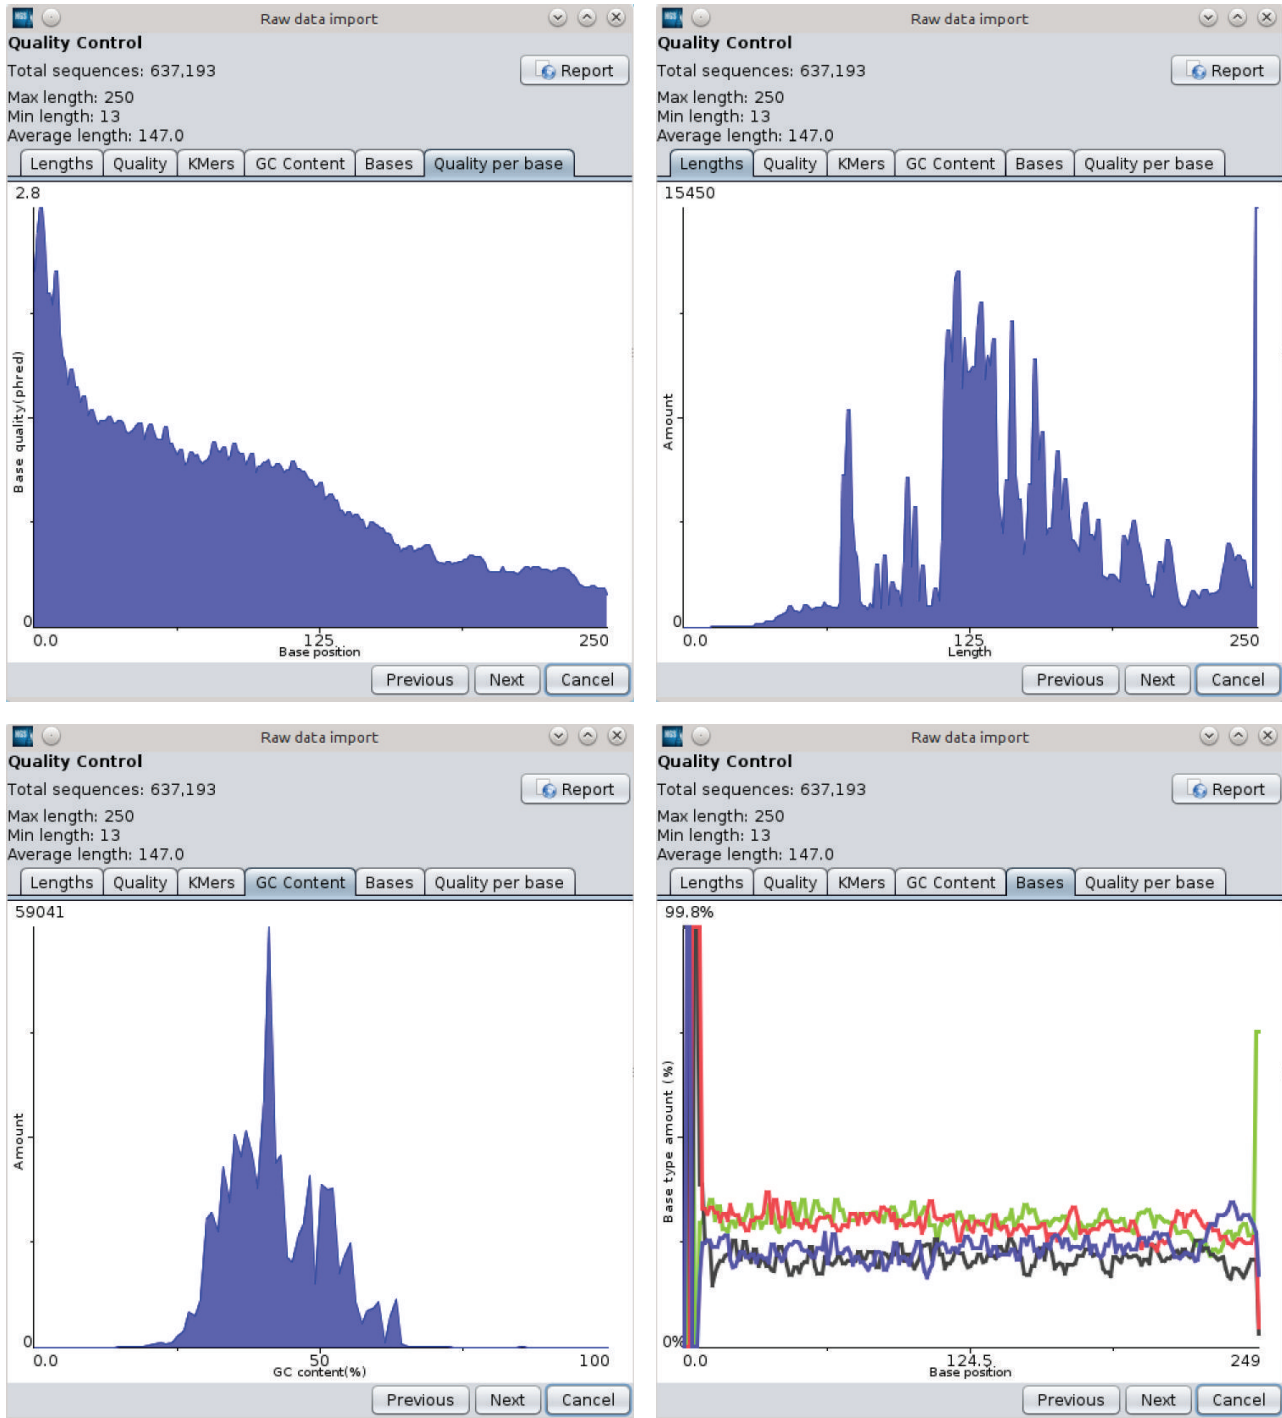 Raw data import
Quality Control
Total sequences: 637,193
Report
Max length: 250
Min length: 13
Average length: 147.0
Lengths Quality KMers GC Content Bases Quality per base
2.8
Base quality(phred)
0
0.0 125 250
Base position
Previous Next Cancel
Raw data import
Quality Control
Total sequences: 637,193
Report
Max length: 250
Min length: 13
Average length: 147.0
Lengths Quality KMers GC Content Bases Quality per base
15450
Amount
0
0.0 125 250
Length
Previous Next Cancel
Raw data import
Quality Control
Total sequences: 637,193
Report
Max length: 250
Min length: 13
Average length: 147.0
Lengths Quality KMers GC Content Bases Quality per base
59041
Amount
0
0.0 50 100
GC content(%)
Previous Next Cancel
Raw data import
Quality Control
Total sequences: 637,193
Report
Max length: 250
Min length: 13
Average length: 147.0
Lengths Quality KMers GC Content Bases Quality per base
99.8%
Base type amount (%)
0%
0.0 124.5 249
Base position
Previous Next Cancel